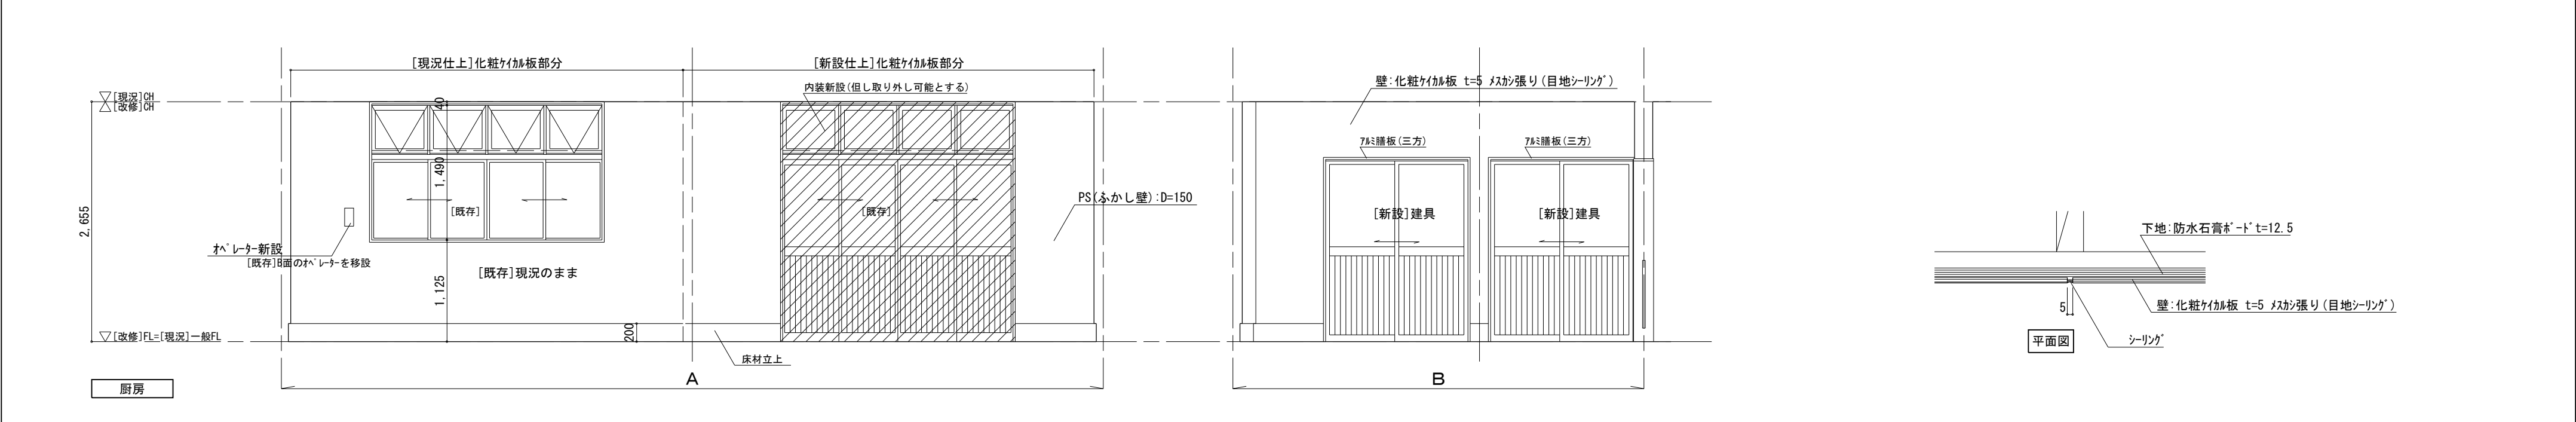 [現況仕上]化粧ｹｲｶﾙ板部分
[新設仕上]化粧ｹｲｶﾙ板部分
内装新設(但し取り外し可能とする)
[現況]CH
[改修]CH
40
1,490
1,125
200
2,655
[既存]
[既存]
ｵﾍﾟﾚｰﾀｰ新設
[既存]B面のｵﾍﾟﾚｰﾀｰを移設
[既存]現況のまま
PS(ふかし壁):D=150
[改修]FL=[現況]一般FL
床材立上
A
厨房
壁:化粧ｹｲｶﾙ板 t=5 ﾒｽｶｼ張り(目地ｼｰﾘﾝｸﾞ)
ｱﾙﾐ膳板(三方)
ｱﾙﾐ膳板(三方)
[新設]建具
[新設]建具
B
下地:防水石膏ﾎﾞｰﾄﾞt=12.5
壁:化粧ｹｲｶﾙ板 t=5 ﾒｽｶｼ張り(目地ｼｰﾘﾝｸﾞ)
5
平面図
ｼｰﾘﾝｸﾞ